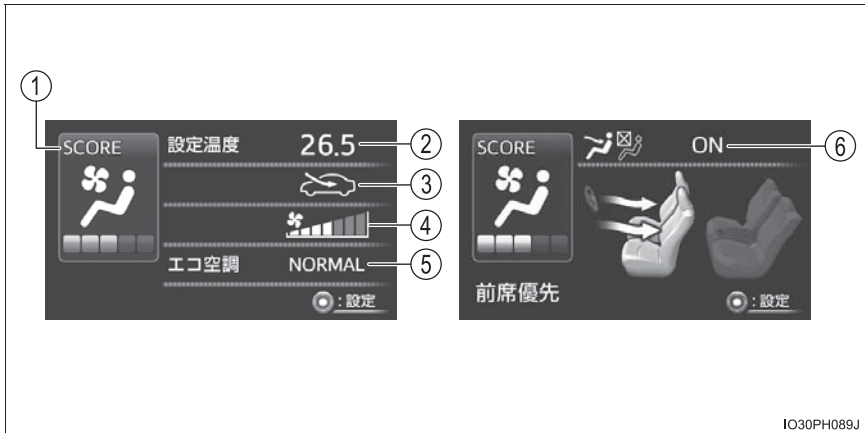 ①
SCORE
設定温度 26.5 ②
③
④
エコ空調 NORMAL ⑤
：設定
SCORE
ON ⑥
前席優先
：設定
IO30PH089J